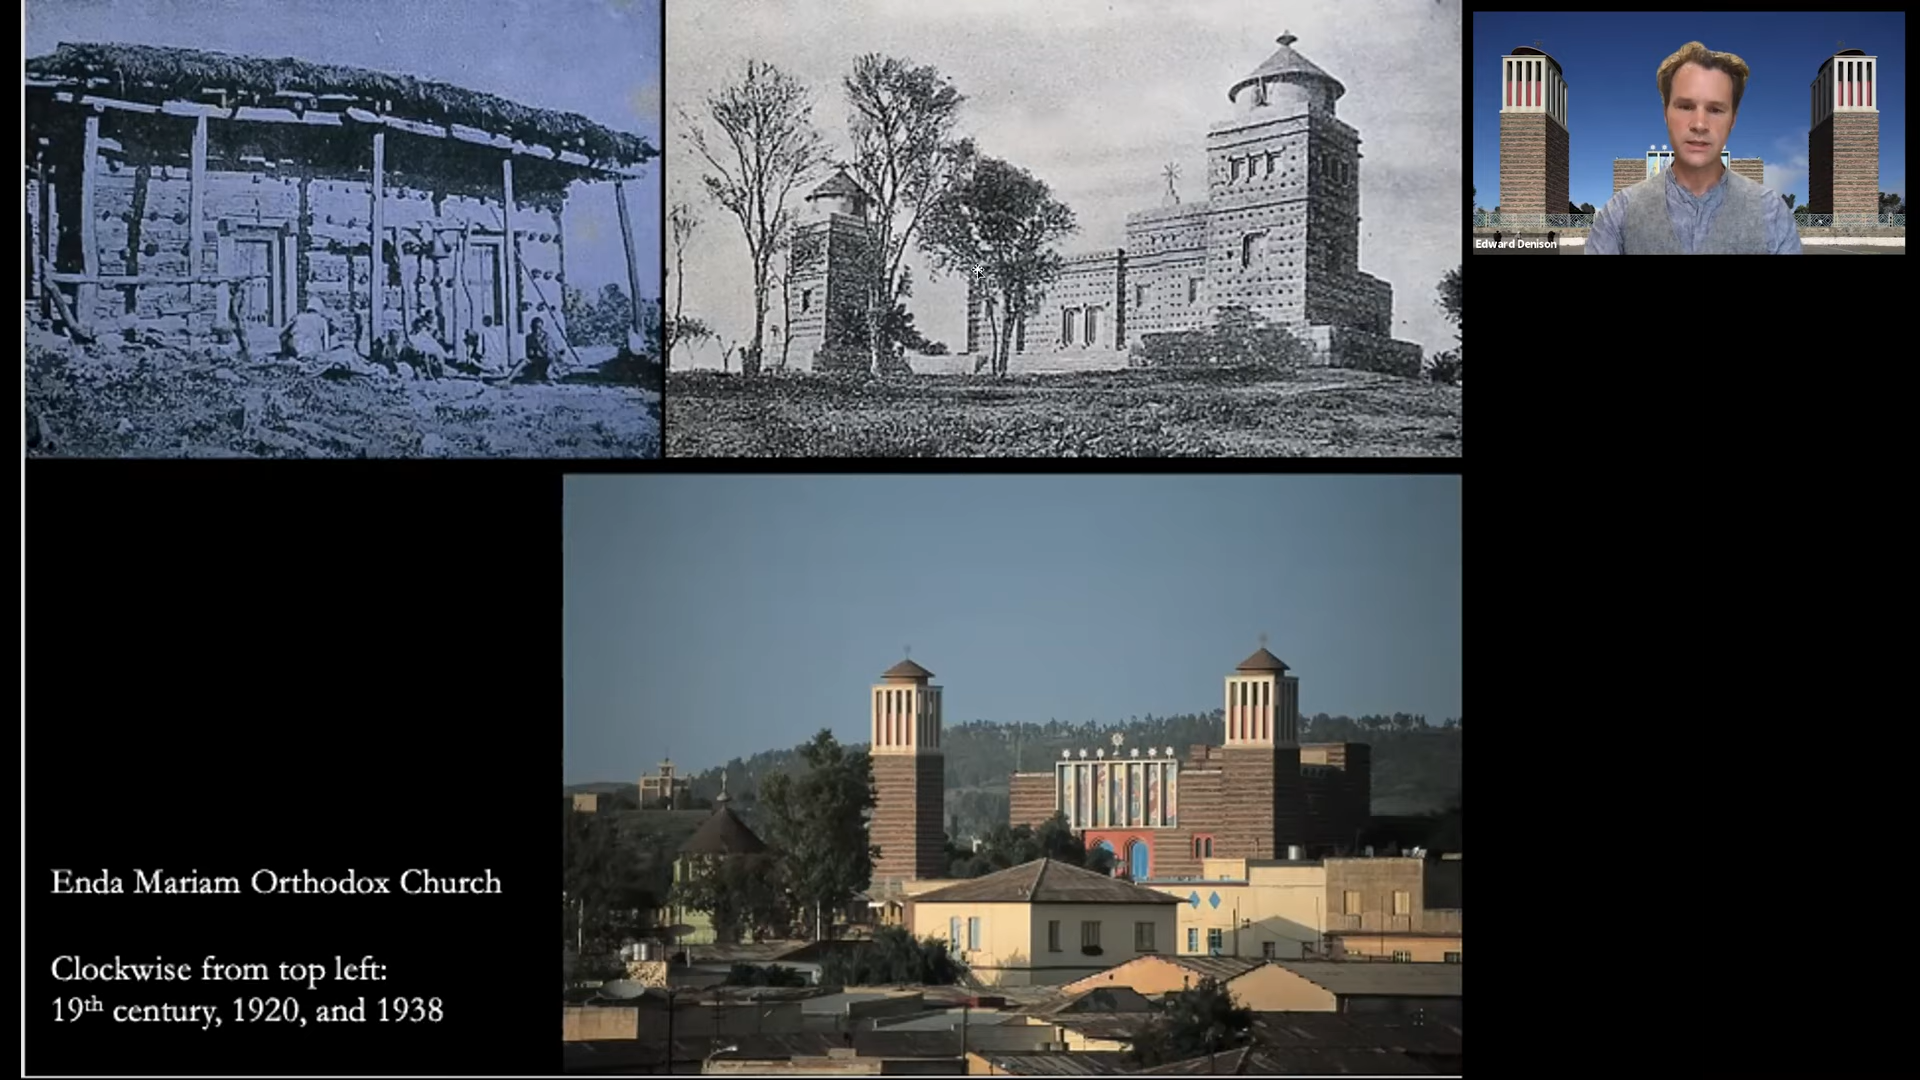 Edward Denison
Enda Mariam Orthodox Church
Clockwise from top left:
19th century, 1920, and 1938